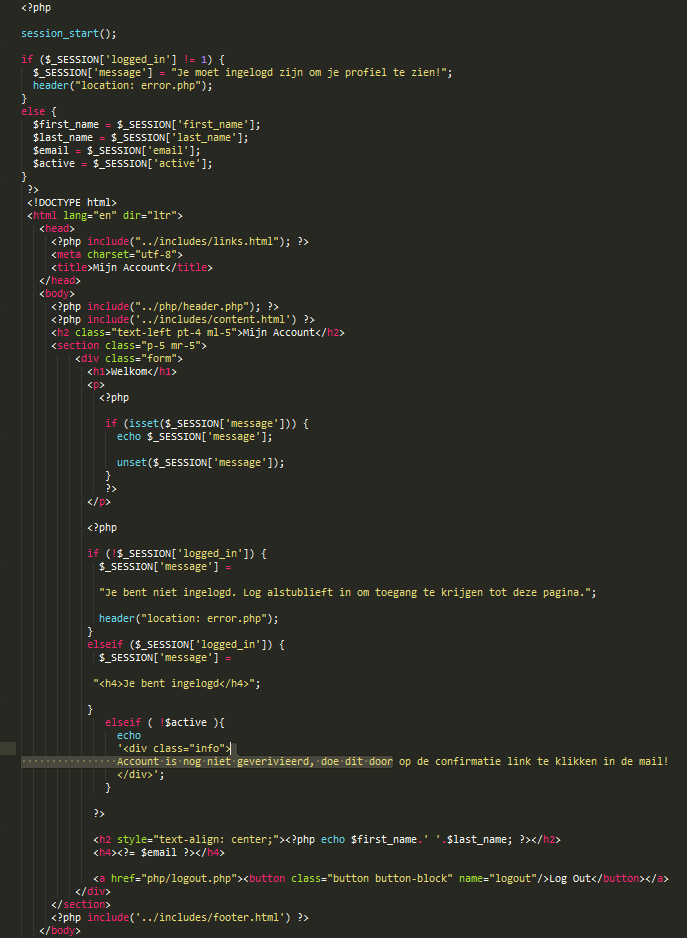 <?php
session_start();
if ($_SESSION['logged_in'] != 1) {
$_SESSION['message'] = "Je moet ingelogd zijn om je profiel te zien!";
header("location: error.php");
}
else {
$first_name = $_SESSION['first_name'];
$last_name = $_SESSION['last_name'];
$email = $_SESSION['email'];
$active = $_SESSION['active'];
}
?>
<!DOCTYPE html>
<html lang="en" dir="ltr">
<head>
<?php include("../includes/links.html"); ?>
<meta charset="utf-8">
<title>Mijn Account</title>
</head>
<body>
<?php include("../php/header.php"); ?>
<?php include('../includes/content.html') ?>
<h2 class="text-left pt-4 ml-5">Mijn Account</h2>
<section class="p-5 mr-5">
<div class="form">
<h1>Welkom</h1>
<p>
<?php
if (isset($_SESSION['message'])) {
echo $_SESSION['message'];
unset($_SESSION['message']);
}
?>
</p>
<?php
if (!$_SESSION['logged_in']) {
$_SESSION['message'] =
"Je bent niet ingelogd. Log alstublieft in om toegang te krijgen tot deze pagina.";
header("location: error.php");
}
elseif ($_SESSION['logged_in']) {
$_SESSION['message'] =
"<h4>Je bent ingelogd</h4>";
}
elseif ( !$active ){
echo
'<div class="info">
Account is nog niet geverivieerd, doe dit door op de confirmatie link te klikken in de mail!
</div>';
}
?>
<h2 style="text-align: center;"><?php echo $first_name.' '.$last_name; ?></h2>
<h4><?= $email ?></h4>
<a href="php/logout.php"><button class="button button-block" name="logout"/>Log Out</button></a>
</div>
</section>
<?php include('../includes/footer.html') ?>
</body>